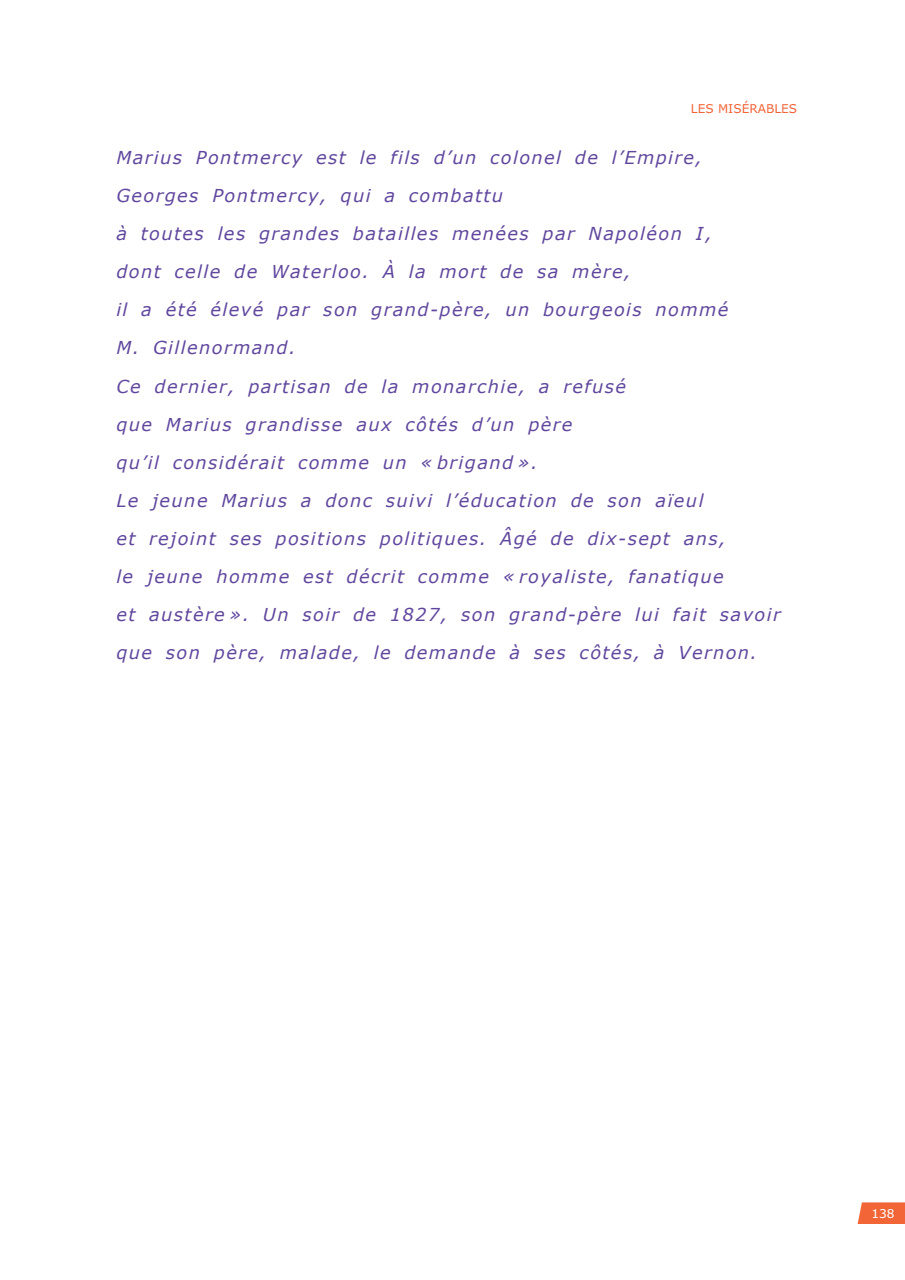 LES MISÉRABLES
Marius Pontmercy est le fils d’un colonel de l’Empire,
Georges Pontmercy, qui a combattu
à toutes les grandes batailles menées par Napoléon I,
dont celle de Waterloo. À la mort de sa mère,
il a été élevé par son grand-père, un bourgeois nommé
M. Gillenormand.
Ce dernier, partisan de la monarchie, a refusé
que Marius grandisse aux côtés d’un père
qu’il considérait comme un « brigand ».
Le jeune Marius a donc suivi l’éducation de son aïeul
et rejoint ses positions politiques. Âgé de dix-sept ans,
le jeune homme est décrit comme « royaliste, fanatique
et austère ». Un soir de 1827, son grand-père lui fait savoir
que son père, malade, le demande à ses côtés, à Vernon.
138